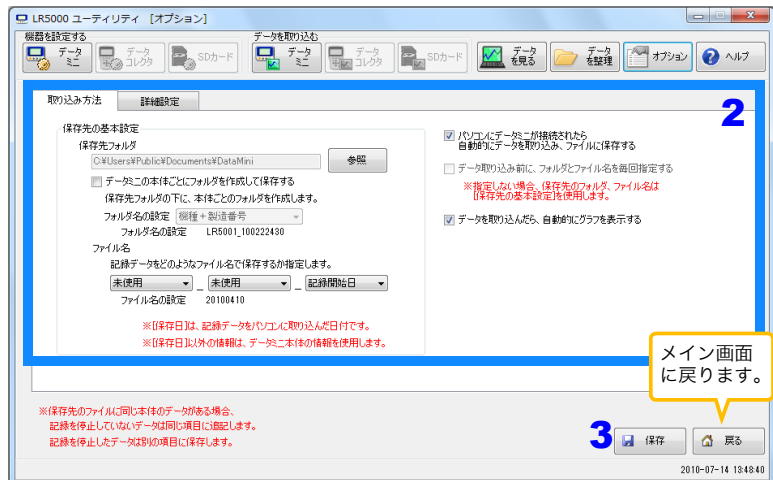 LR5000 ユーティリティ [オプション]
機器を設定する
データを取り込む
データ
ミニ
データ
コレクタ
SDカード
データ
ミニ
データ
コレクタ
SDカード
データ
を見る
データ
を整理
オプション
ヘルプ
取り込み方法
詳細設定
2
保存先の基本設定
保存先フォルダ
C:¥Users¥Public¥Documents¥DataMini
参照
データミニの本体ごとにフォルダを作成して保存する
保存先フォルダの下に、本体ごとのフォルダを作成します。
フォルダ名の設定 機種+製造番号
フォルダ名の設定 LR5001_100222430
ファイル名
記録データをどのようなファイル名で保存するか指定します。
未使用 _ 未使用 _ 記録開始日
ファイル名の設定 20100410
※[保存日]は、記録データをパソコンに取り込んだ日付です。
※[保存日]以外の情報は、データミニ本体の情報を使用します。
パソコンにデータミニが接続されたら
自動的にデータを取り込み、ファイルに保存する
データ取り込み前に、フォルダとファイル名を毎回指定する
※指定しない場合、保存先のフォルダ、ファイル名は
[保存先の基本設定]を使用します。
データを取り込んだら、自動的にグラフを表示する
メイン画面
に戻ります。
※保存先のファイルに同じ本体のデータがある場合、
記録を停止していないデータは同じ項目に追記します。
記録を停止したデータは別の項目に保存します。
3
保存
戻る
2010-07-14 13:48:40